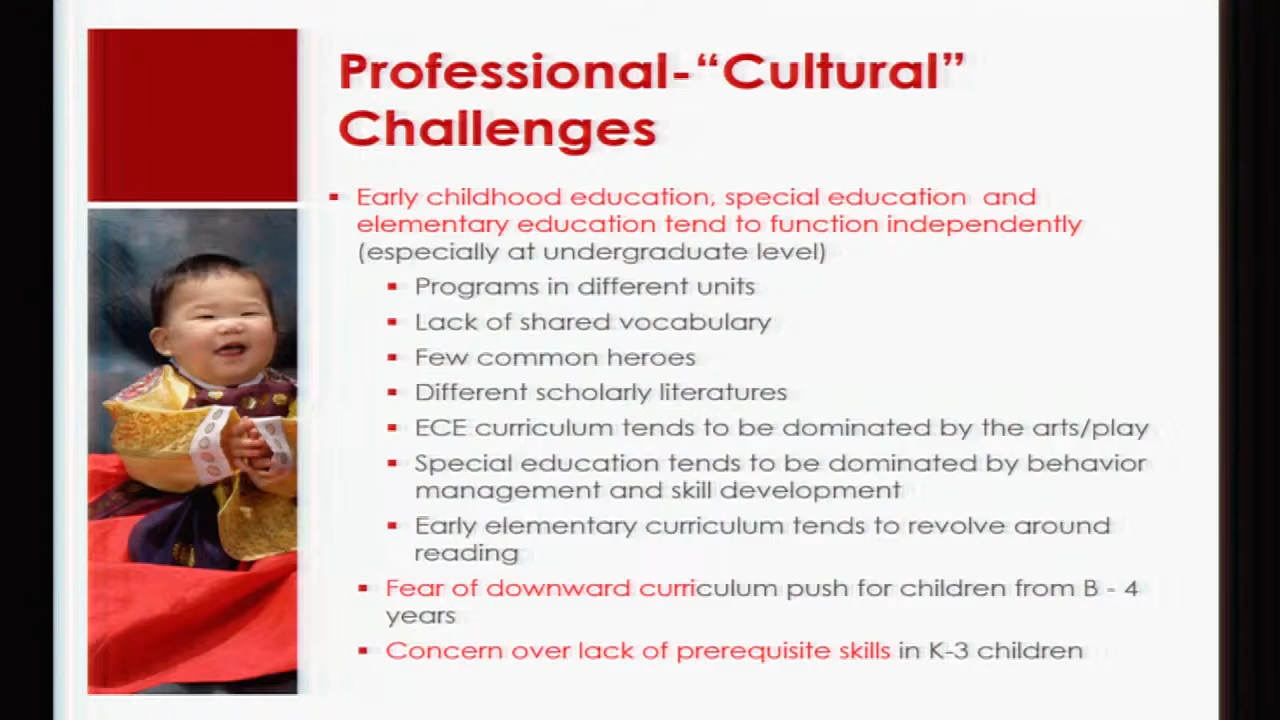 Professional-“Cultural”
Challenges
Early childhood education, special education and
elementary education tend to function independently
(especially at undergraduate level)
Programs in different units
Lack of shared vocabulary
Few common heroes
Different scholarly literatures
ECE curriculum tends to be dominated by the arts/play
Special education tends to be dominated by behavior
management and skill development
Early elementary curriculum tends to revolve around
reading
Fear of downward curriculum push for children from B - 4
years
Concern over lack of prerequisite skills in K-3 children